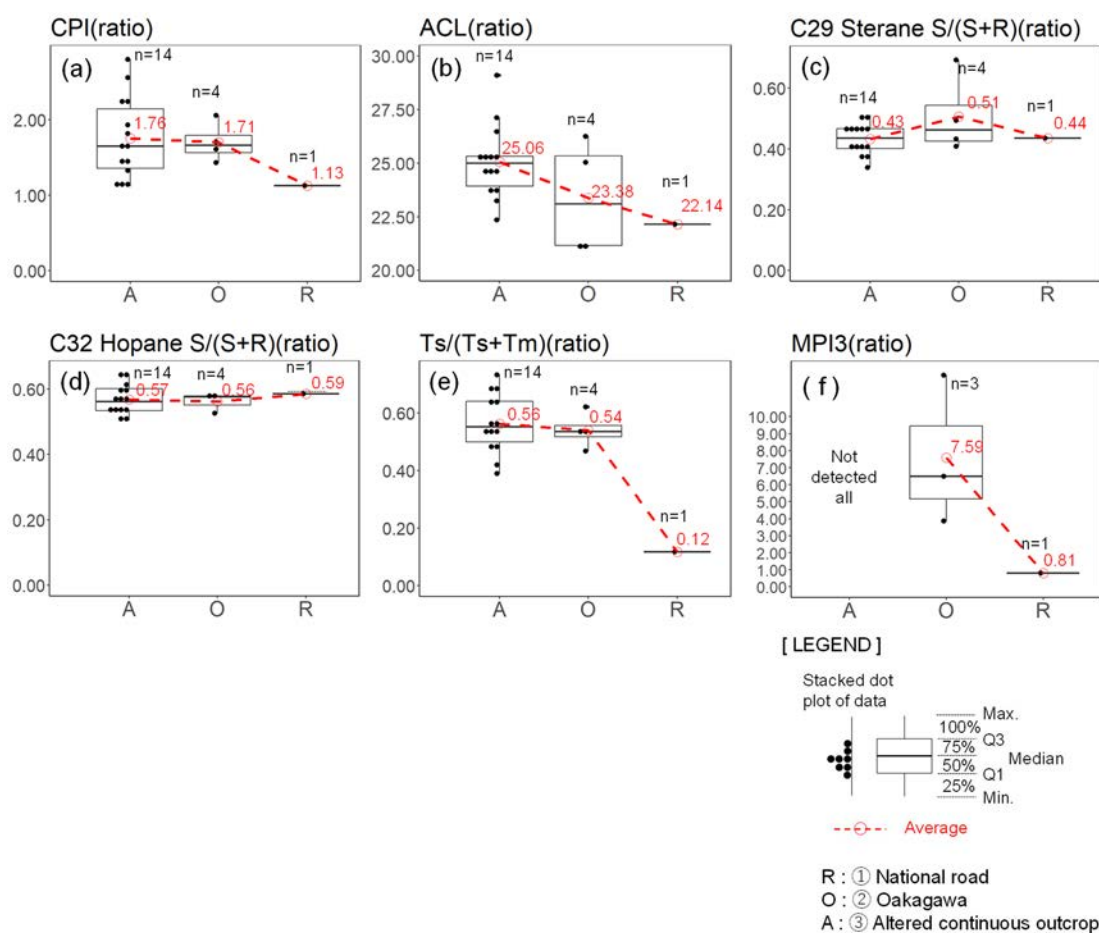 CPI(ratio)
(a)
n=14
n=4
n=1
1.76
1.71
1.13
2.00
1.00
0.00
A
O
R
ACL(ratio)
(b)
n=14
n=4
n=1
25.06
23.38
22.14
30.00
27.50
25.00
22.50
20.00
A
O
R
C29 Sterane S/(S+R)(ratio)
(c)
n=14
n=4
n=1
0.43
0.51
0.44
0.60
0.40
0.20
0.00
A
O
R
C32 Hopane S/(S+R)(ratio)
(d)
n=14
n=4
n=1
0.57
0.56
0.59
0.60
0.40
0.20
0.00
A
O
R
Ts/(Ts+Tm)(ratio)
(e)
n=14
n=4
n=1
0.56
0.54
0.12
0.60
0.40
0.20
0.00
A
O
R
MPI3(ratio)
(f)
n=3
n=1
7.59
0.81
Not
detected
all
10.00
9.00
8.00
7.00
6.00
5.00
4.00
3.00
2.00
1.00
0.00
A
O
R
[ LEGEND ]
Stacked dot
plot of data
Max.
100%
Q3
75%
Median
50%
Q1
25%
Min.
Average
R : ① National road
O : ② Oakagawa
A : ③ Altered continuous outcrop